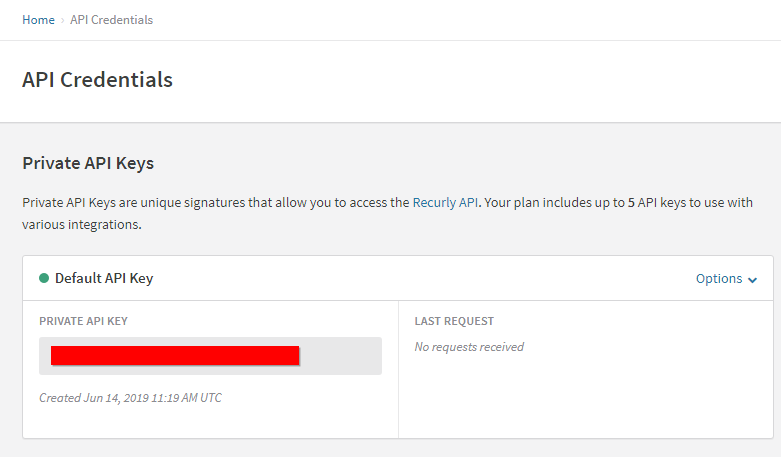 Home › API Credentials
API Credentials
Private API Keys
Private API Keys are unique signatures that allow you to access the Recurly API. Your plan includes up to 5 API keys to use with
various integrations.
Default API Key
Options
PRIVATE API KEY
Created Jun 14, 2019 11:19 AM UTC
LAST REQUEST
No requests received